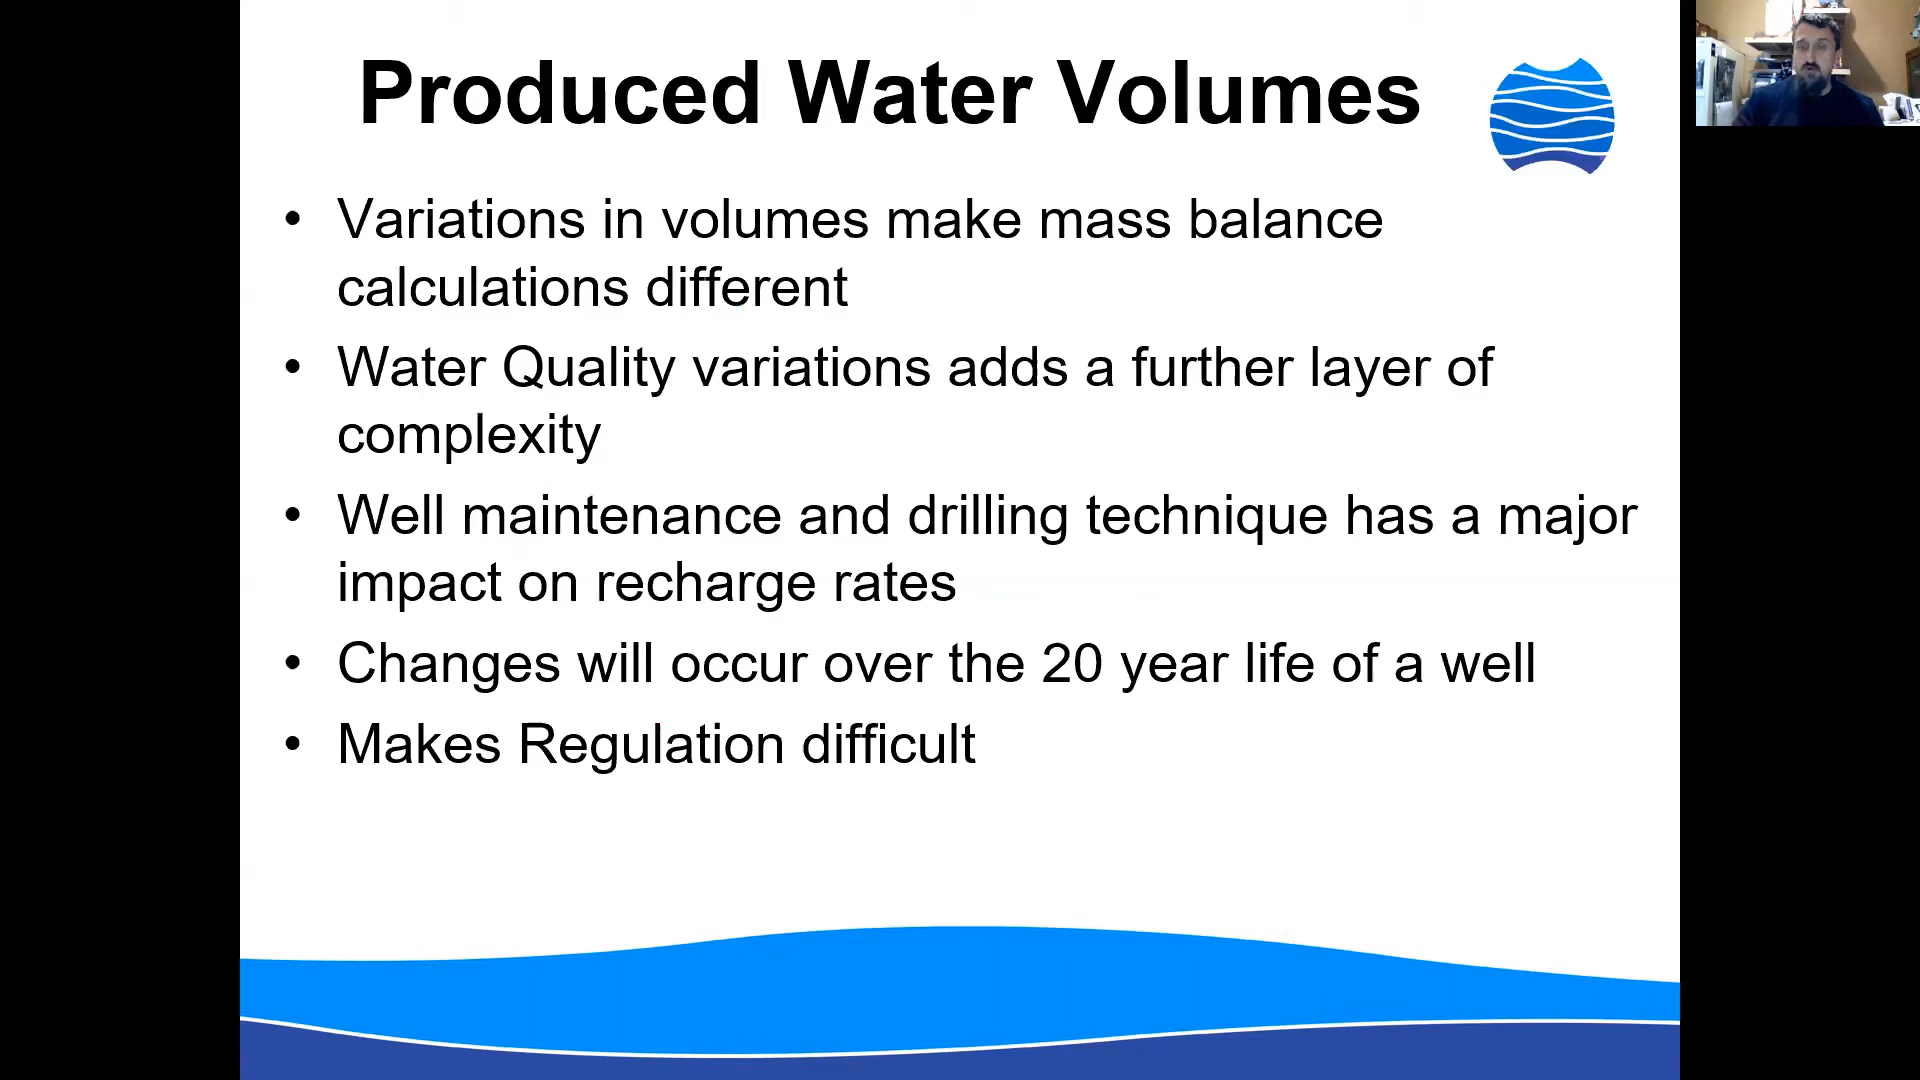 Produced Water Volumes
• Variations in volumes make mass balance
calculations different
• Water Quality variations adds a further layer of
complexity
• Well maintenance and drilling technique has a major
impact on recharge rates
• Changes will occur over the 20 year life of a well
• Makes Regulation difficult